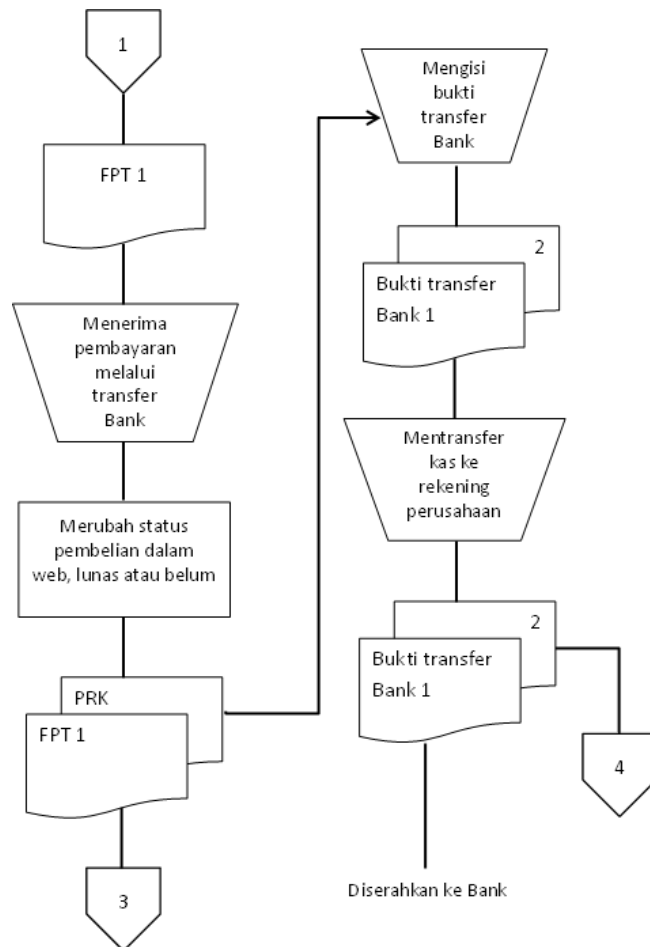 1
FPT 1
Menerima
pembayaran
melalui
transfer
Bank
Merubah status
pembelian dalam
web, lunas atau belum
PRK
FPT 1
3
Mengisi
bukti
transfer
Bank
2
Bukti transfer
Bank 1
Mentransfer
kas ke
rekening
perusahaan
2
Bukti transfer
Bank 1
4
Diserahkan ke Bank